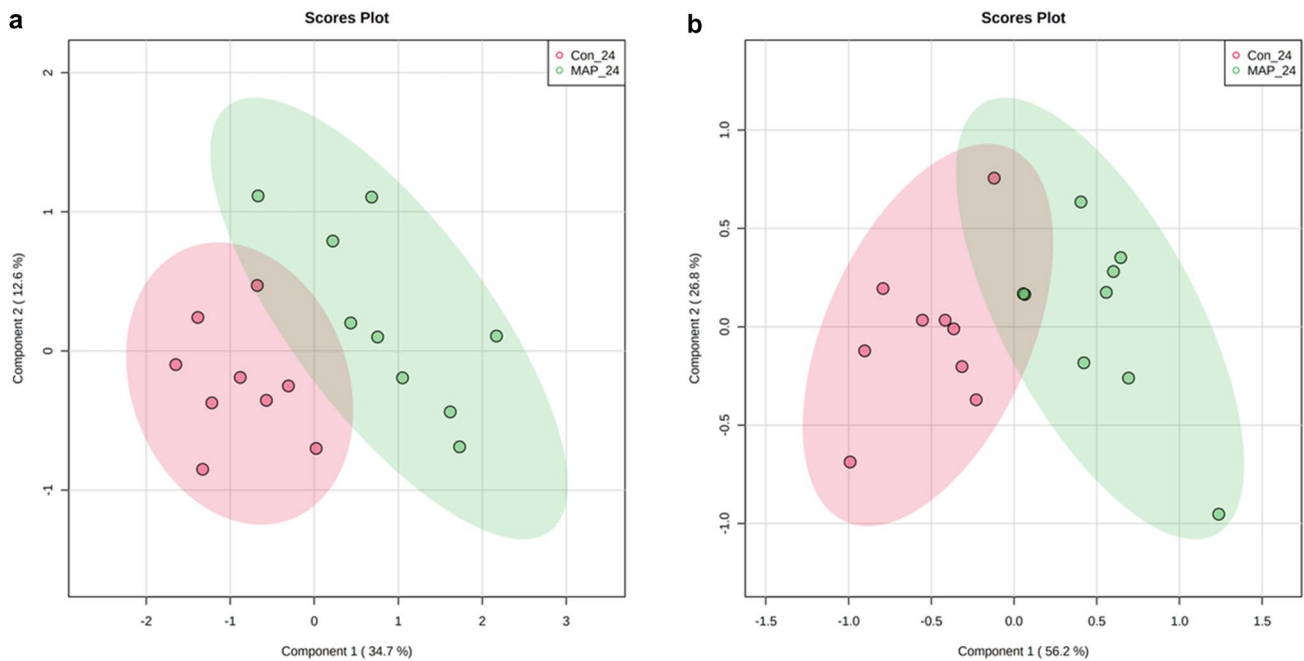 a
Scores Plot
Con_24
MAP_24
2
1
0
-1
Component 2 ( 12.6 %)
-2 -1 0 1 2 3
Component 1 ( 34.7 %)
b
Scores Plot
Con_24
MAP_24
1.0
0.5
0.0
-0.5
-1.0
Component 2 ( 26.8 %)
-1.5 -1.0 -0.5 0.0 0.5 1.0 1.5
Component 1 ( 56.2 %)